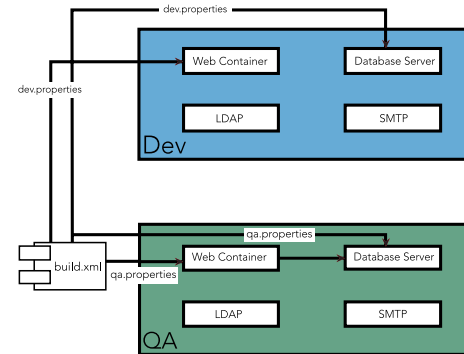 dev.properties
Web Container
Database Server
dev.properties
LDAP
SMTP
Dev
qa.properties
Web Container
Database Server
build.xml
qa.properties
LDAP
SMTP
QA